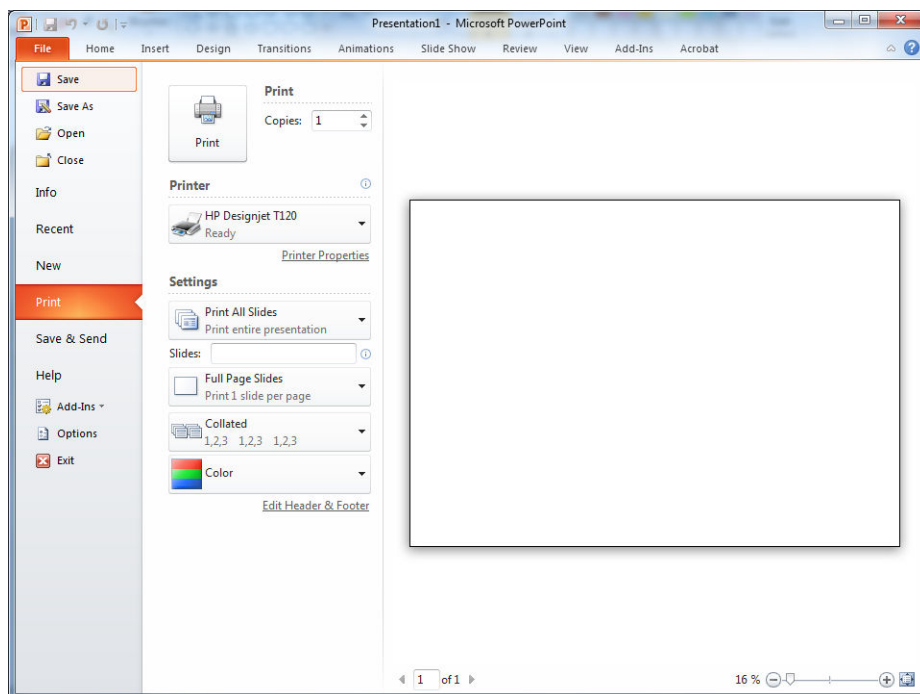 Presentation1 - Microsoft PowerPoint
File Home Insert Design Transitions Animations Slide Show Review View Add-Ins Acrobat
Save
Save As
Open
Close
Info
Recent
New
Print
Save & Send
Help
Add-Ins
Options
Exit
Print
Print
Copies: 1
Printer
HP Designjet T120
Ready
Printer Properties
Settings
Print All Slides
Print entire presentation
Slides:
Full Page Slides
Print 1 slide per page
Collated
1,2,3 1,2,3 1,2,3
Color
Edit Header & Footer
1 of 1
16 %